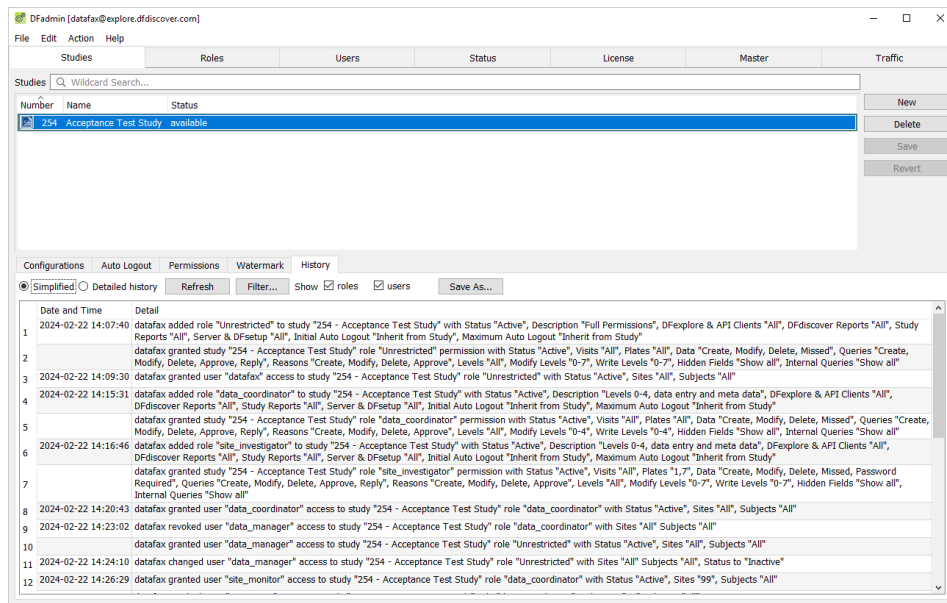 DFadmin [datafax@explore.dfdiscover.com]
File Edit Action Help
Studies Roles Users Status License Master Traffic
Studies Wildcard Search...
Number Name Status
254 Acceptance Test Study available
New
Delete
Save
Revert
Configurations Auto Logout Permissions Watermark History
Simplified Detailed history Refresh Filter... Show roles users Save As...
Date and Time Detail
1 2024-02-22 14:07:40 datafax added role "Unrestricted" to study "254 - Acceptance Test Study" with Status "Active", Description "Full Permissions", DFexplore & API Clients "All", DFdiscover Reports "All", Study
Reports "All", Server & DFsetup "All", Initial Auto Logout "Inherit from Study", Maximum Auto Logout "Inherit from Study"
2 datafax granted study "254 - Acceptance Test Study" role "Unrestricted" permission with Status "Active", Visits "All", Plates "All", Data "Create, Modify, Delete, Missed", Queries "Create,
Modify, Delete, Approve, Reply", Reasons "Create, Modify, Delete, Approve", Levels "All", Modify Levels "0-7", Write Levels "0-7", Hidden Fields "Show all", Internal Queries "Show all"
3 2024-02-22 14:09:30 datafax granted user "datafax" access to study "254 - Acceptance Test Study" role "Unrestricted" with Status "Active", Sites "All", Subjects "All"
4 2024-02-22 14:15:31 datafax added role "data_coordinator" to study "254 - Acceptance Test Study" with Status "Active", Description "Levels 0-4, data entry and meta data", DFexplore & API Clients "All",
DFdiscover Reports "All", Study Reports "All", Server & DFsetup "All", Initial Auto Logout "Inherit from Study", Maximum Auto Logout "Inherit from Study"
5 datafax granted study "254 - Acceptance Test Study" role "data_coordinator" permission with Status "Active", Visits "All", Plates "All", Data "Create, Modify, Delete, Missed", Queries "Create,
Modify, Delete, Approve, Reply", Reasons "Create, Modify, Delete, Approve", Levels "All", Modify Levels "0-4", Write Levels "0-4", Hidden Fields "Show all", Internal Queries "Show all"
6 2024-02-22 14:16:46 datafax added role "site_investigator" to study "254 - Acceptance Test Study" with Status "Active", Description "Levels 0-4, data entry and meta data", DFexplore & API Clients "All",
DFdiscover Reports "All", Study Reports "All", Server & DFsetup "All", Initial Auto Logout "Inherit from Study", Maximum Auto Logout "Inherit from Study"
7 datafax granted study "254 - Acceptance Test Study" role "site_investigator" permission with Status "Active", Visits "All", Plates "1,7", Data "Create, Modify, Delete, Missed, Password
Required", Queries "Create, Modify, Delete, Approve, Reply", Reasons "Create, Modify, Delete, Approve", Levels "All", Modify Levels "0-7", Write Levels "0-7", Hidden Fields "Show all",
Internal Queries "Show all"
8 2024-02-22 14:20:43 datafax granted user "data_coordinator" access to study "254 - Acceptance Test Study" role "data_coordinator" with Status "Active", Sites "All", Subjects "All"
9 2024-02-22 14:23:02 datafax revoked user "data_manager" access to study "254 - Acceptance Test Study" role "data_coordinator" with Sites "All" Subjects "All"
10 datafax granted user "data_manager" access to study "254 - Acceptance Test Study" role "Unrestricted" with Status "Active", Sites "All", Subjects "All"
11 2024-02-22 14:24:10 datafax changed user "data_manager" access to study "254 - Acceptance Test Study" role "Unrestricted" with Sites "All" Subjects "All", Status to "Inactive"
12 2024-02-22 14:26:29 datafax granted user "site_monitor" access to study "254 - Acceptance Test Study" role "data_coordinator" with Status "Active", Sites "99", Subjects "All"